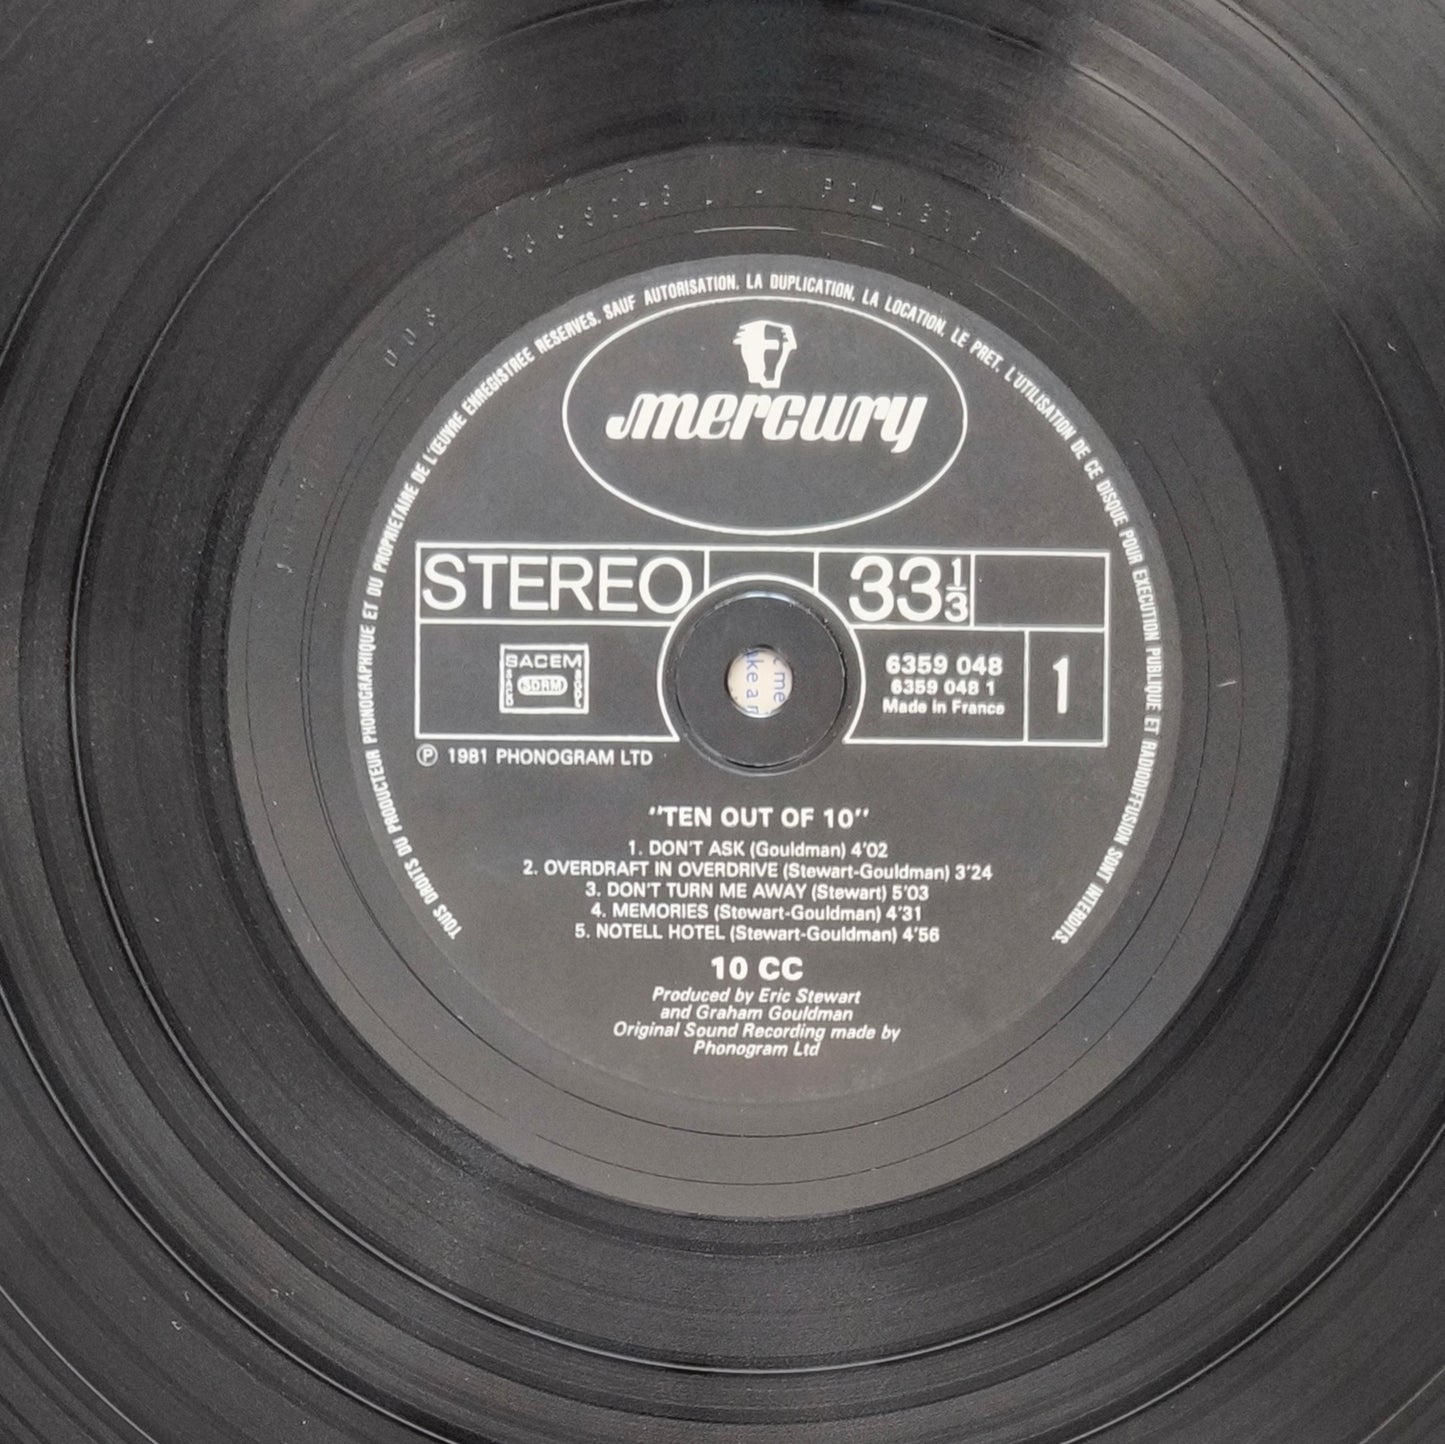 TOUS DROITS DU PRODUCTEUR PHONOGRAPHIQUE ET DU PROPRIETAIRE DE L'ŒUVRE ENREGISTREE RESERVES. SAUF AUTORISATION, LA DUPLICATION, LA LOCATION, LE PRET, L'UTILISATION DE CE DISQUE POUR EXECUTION PUBLIQUE ET RADIODIFFUSION SONT INTERDITS.
mercury
STEREO
33 1/3
SACEM
SDRM
6359 048
6359 048 1
Made in France
1
℗ 1981 PHONOGRAM LTD
"TEN OUT OF 10"
1. DON'T ASK (Gouldman) 4'02
2. OVERDRAFT IN OVERDRIVE (Stewart-Gouldman) 3'24
3. DON'T TURN ME AWAY (Stewart) 5'03
4. MEMORIES (Stewart-Gouldman) 4'31
5. NOTELL HOTEL (Stewart-Gouldman) 4'56
10 CC
Produced by Eric Stewart
and Graham Gouldman
Original Sound Recording made by
Phonogram Ltd